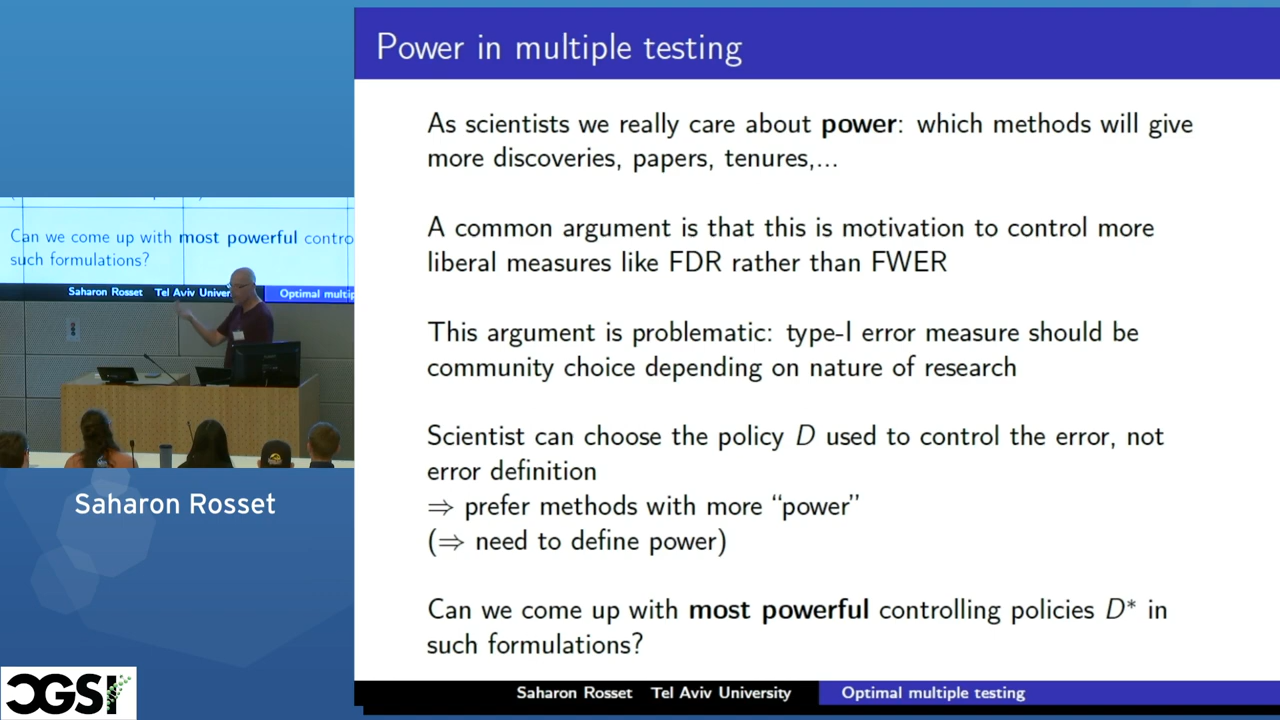 Power in multiple testing
As scientists we really care about power: which methods will give
more discoveries, papers, tenures,...
A common argument is that this is motivation to control more
liberal measures like FDR rather than FWER
This argument is problematic: type-I error measure should be
community choice depending on nature of research
Scientist can choose the policy D used to control the error, not
error definition
⇒ prefer methods with more “power”
(⇒ need to define power)
Can we come up with most powerful controlling policies D* in
such formulations?
Saharon Rosset Tel Aviv University Optimal multiple testing
Can we come up with most powerful contro
such formulations?
Saharon Rosset Tel Aviv Univer Optimal multip
Saharon Rosset
CGSI